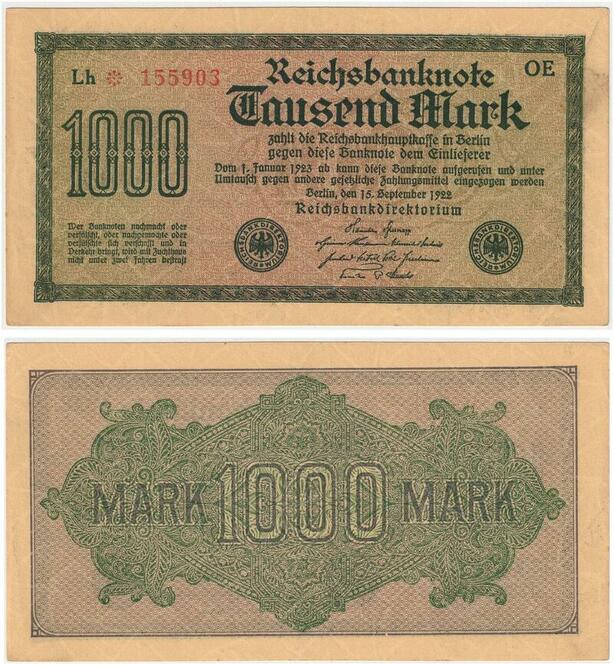 Lh * 155903
Reichsbanknote
OE
Tausend Mark
1000
zahlt die Reichsbankhauptkasse in Berlin
gegen diese Banknote dem Einlieferer
Vom 1. Januar 1923 ab kann diese Banknote aufgerufen und unter
Umtausch gegen andere gesetzliche Zahlungsmittel eingezogen werden
Berlin, den 15. September 1922
Reichsbankdirektorium
Wer Banknoten nachmacht oder
verfälscht, oder nachgemachte oder
verfälschte sich verschafft und in
Verkehr bringt, wird mit Zuchthaus
nicht unter zwei Jahren bestraft
REICHSBANKDIREKTORIUM
REICHSBANKDIREKTORIUM
MARK 1000 MARK